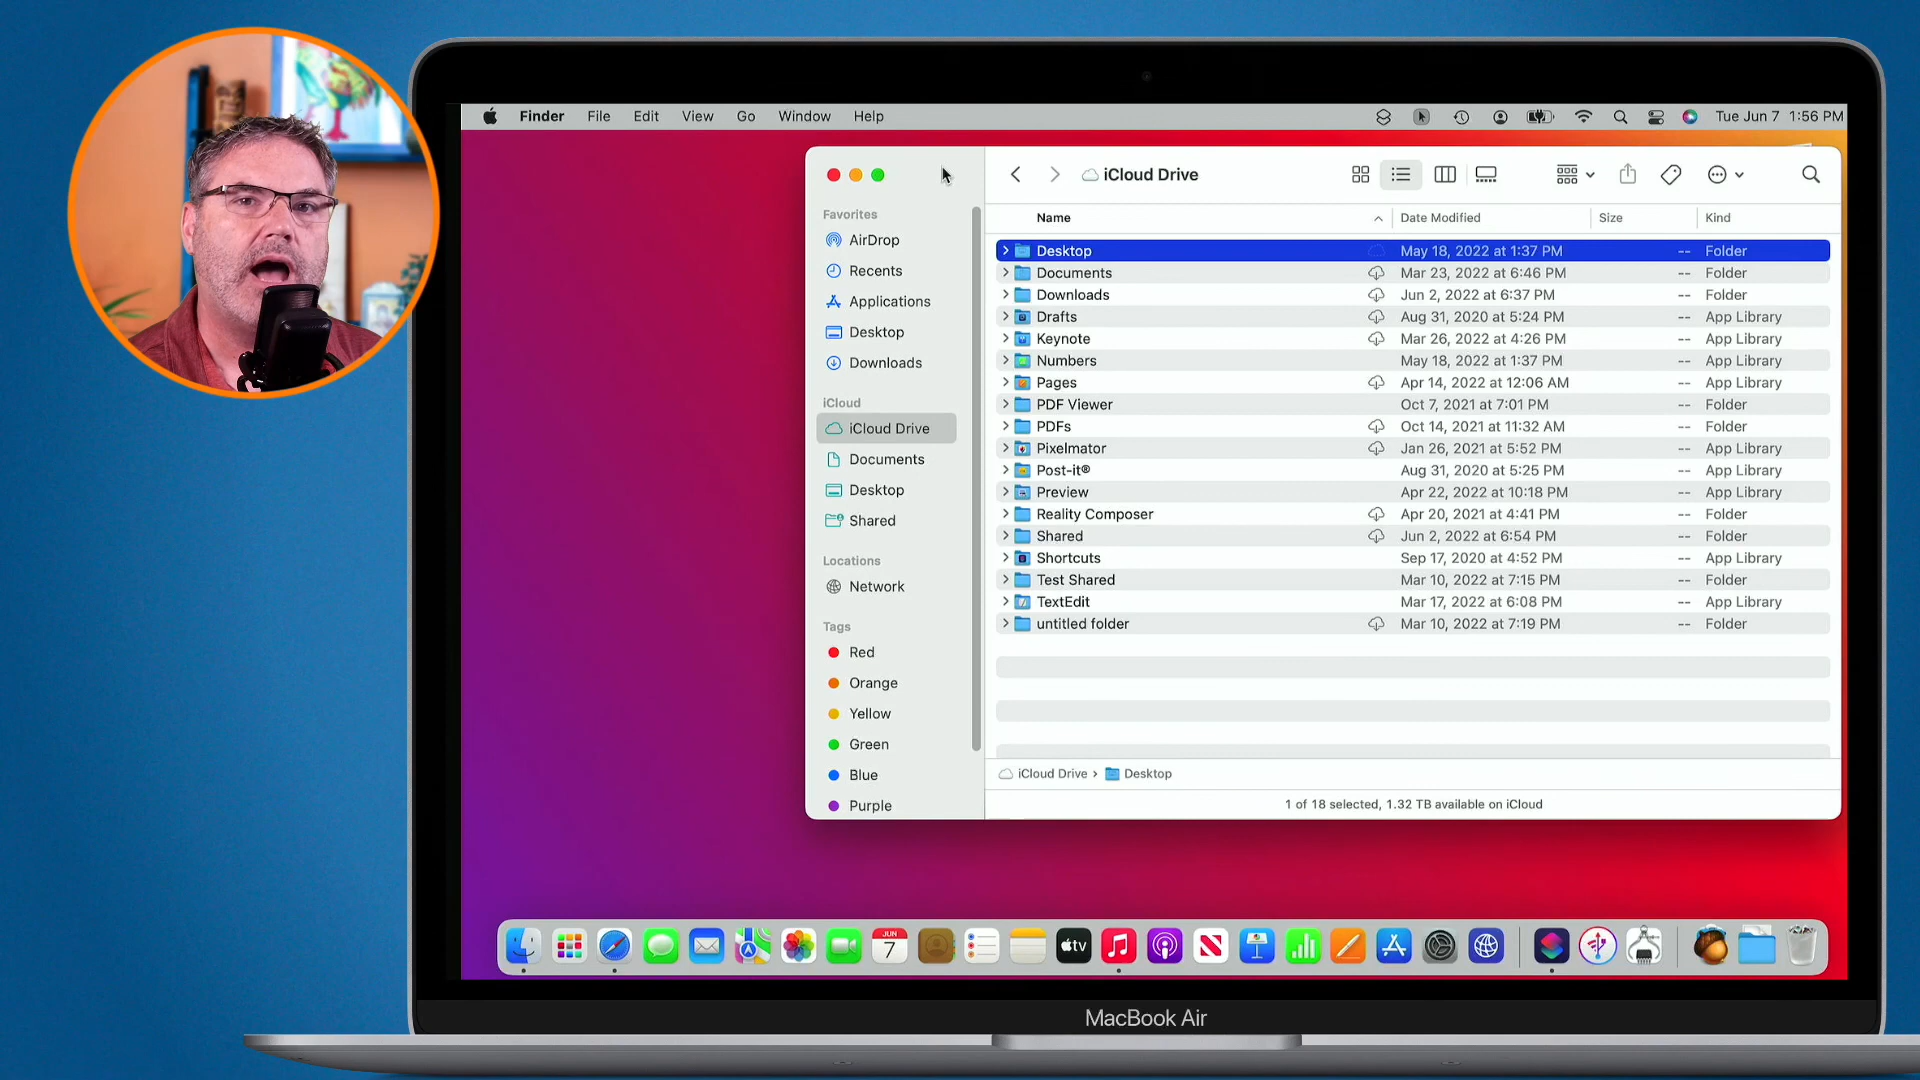 Finder File Edit View Go Window Help Tue Jun 7 1:56 PM
iCloud Drive
Favorites
AirDrop
Recents
Applications
Desktop
Downloads
iCloud
iCloud Drive
Documents
Desktop
Shared
Locations
Network
Tags
Red
Orange
Yellow
Green
Blue
Purple
Name Date Modified Size Kind
Desktop May 18, 2022 at 1:37 PM -- Folder
Documents Mar 23, 2022 at 6:46 PM -- Folder
Downloads Jun 2, 2022 at 6:37 PM -- Folder
Drafts Aug 31, 2020 at 5:24 PM -- App Library
Keynote Mar 26, 2022 at 4:26 PM -- App Library
Numbers May 18, 2022 at 1:37 PM -- App Library
Pages Apr 14, 2022 at 12:06 AM -- App Library
PDF Viewer Oct 7, 2021 at 7:01 PM -- Folder
PDFs Oct 14, 2021 at 11:32 AM -- Folder
Pixelmator Jan 26, 2021 at 5:52 PM -- App Library
Post-it® Aug 31, 2020 at 5:25 PM -- App Library
Preview Apr 22, 2022 at 10:18 PM -- App Library
Reality Composer Apr 20, 2021 at 4:41 PM -- Folder
Shared Jun 2, 2022 at 6:54 PM -- Folder
Shortcuts Sep 17, 2020 at 4:52 PM -- App Library
Test Shared Mar 10, 2022 at 7:15 PM -- Folder
TextEdit Mar 17, 2022 at 6:08 PM -- App Library
untitled folder Mar 10, 2022 at 7:19 PM -- Folder
iCloud Drive › Desktop
1 of 18 selected, 1.32 TB available on iCloud
JUN
7
tv
MacBook Air